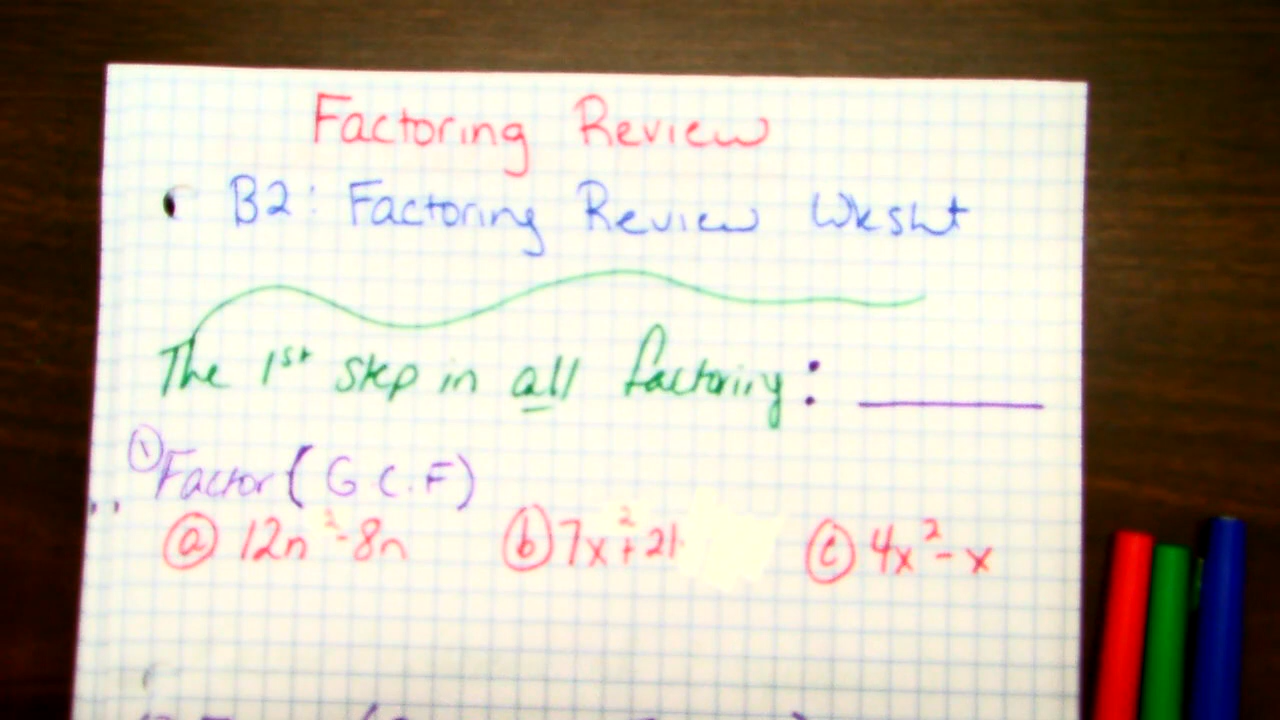 Factoring Review
B2: Factoring Review Wksht
The 1st step in all factoring:
① Factor (G C.F)
ⓐ 12n²-8n ⓑ 7x²+21 ⓒ 4x²-x